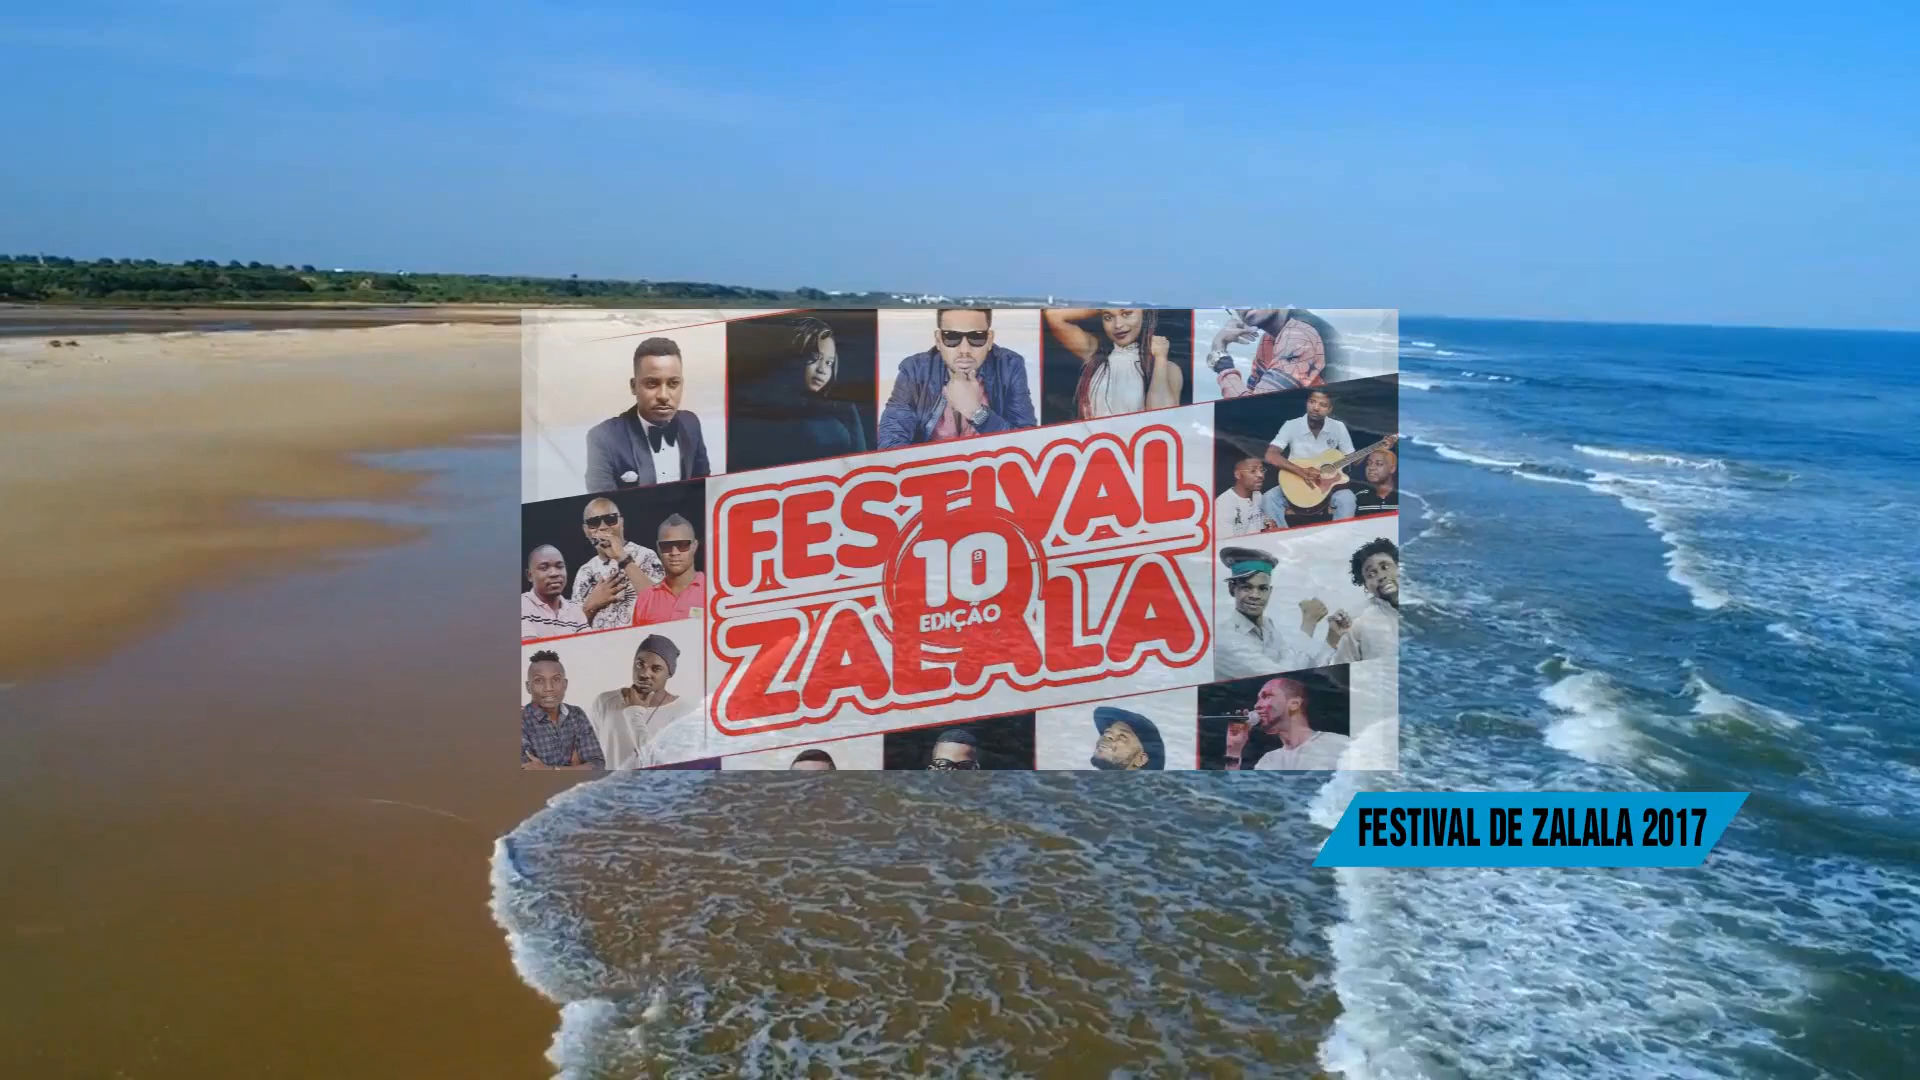 FESTIVAL
10ª
EDIÇÃO
ZALALA
FESTIVAL DE ZALALA 2017